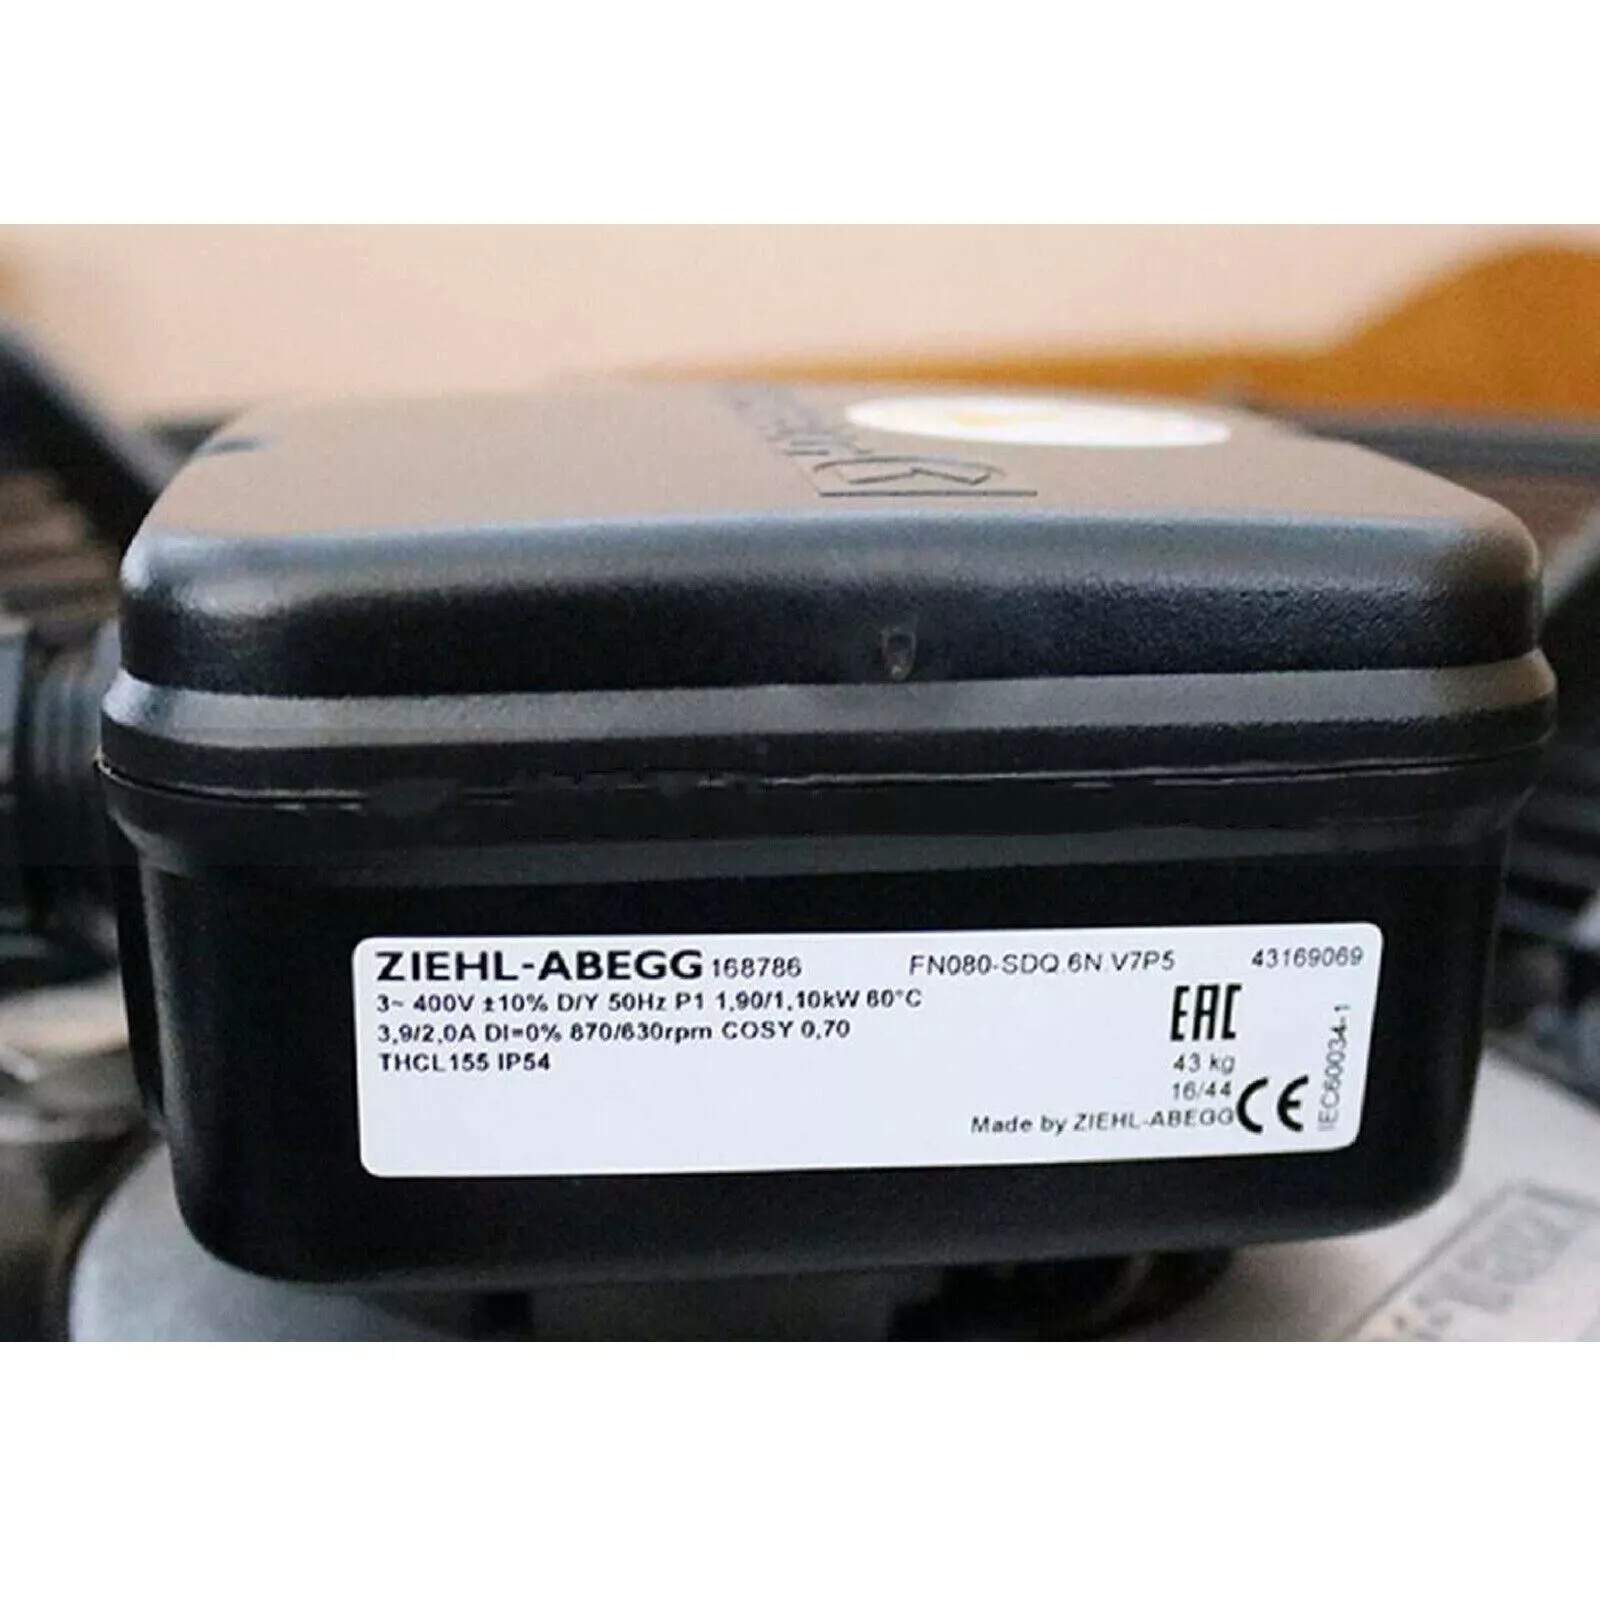 ZIEHL-ABEGG 168786 FN080-SDQ.6N.V7P5 43169069
3~ 400V ±10% D/Y 50Hz P1 1,90/1,10kW 60°C
3,9/2,0A DI=0% 870/630rpm COSY 0,70
THCL155 IP54
EAC
43 kg
16/44
Made by ZIEHL-ABEGG CE
IEC60034-1